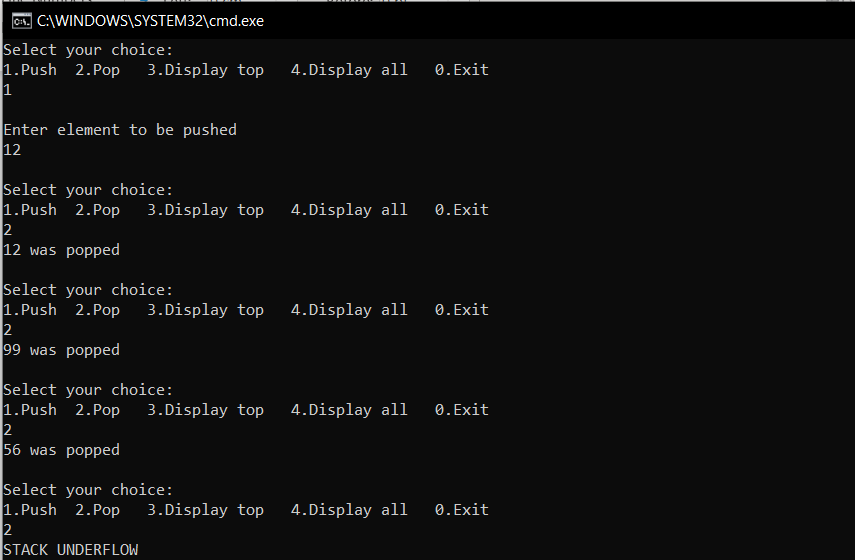 C:\WINDOWS\SYSTEM32\cmd.exe
Select your choice:
1.Push  2.Pop   3.Display top   4.Display all   0.Exit
1

Enter element to be pushed
12

Select your choice:
1.Push  2.Pop   3.Display top   4.Display all   0.Exit
2
12 was popped

Select your choice:
1.Push  2.Pop   3.Display top   4.Display all   0.Exit
2
99 was popped

Select your choice:
1.Push  2.Pop   3.Display top   4.Display all   0.Exit
2
56 was popped

Select your choice:
1.Push  2.Pop   3.Display top   4.Display all   0.Exit
2
STACK UNDERFLOW